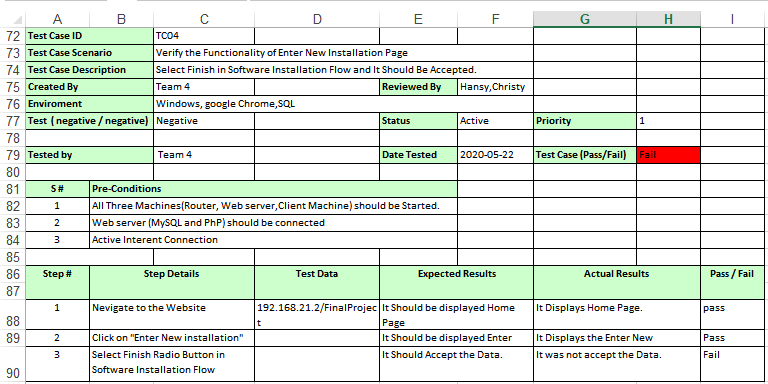 A B C D E F G H I
72 Test Case ID TC04
73 Test Case Scenario Verify the Functionality of Enter New Installation Page
74 Test Case Description Select Finish in Software Installation Flow and It Should Be Accepted.
75 Created By Team 4 Reviewed By Hansy,Christy
76 Enviroment Windows, google Chrome,SQL
77 Test ( negative / negative) Negative Status Active Priority 1
78
79 Tested by Team 4 Date Tested 2020-05-22 Test Case (Pass/Fail) Fail
80
81 S # Pre-Conditions
82 1 All Three Machines(Router, Web server,Client Machine) should be Started.
83 2 Web server (MySQL and PhP) should be connected
84 3 Active Interent Connection
85
86 Step # Step Details Test Data Expected Results Actual Results Pass / Fail
87
1 Nevigate to the Website 192.168.21.2/FinalProjec It Should be displayed Home It Displays Home Page. pass
88 t Page
89 2 Click on "Enter New installation" It Should be displayed Enter It Displays the Enter New Pass
3 Select Finish Radio Button in It Should Accept the Data. It was not accept the Data. Fail
90 Software Installation Flow